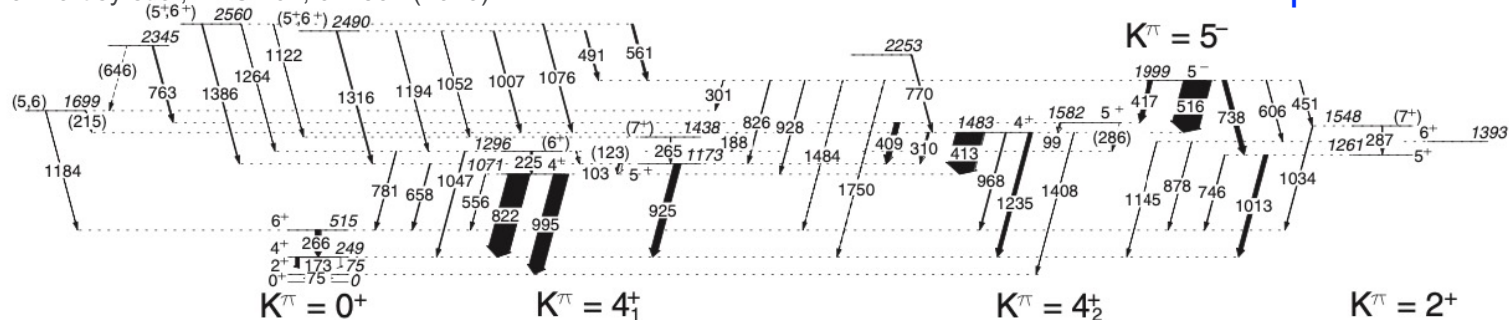 (5⁺6⁺) 2560 (5⁺6⁺) 2490
K^π = 5⁻
2345 491 561 2253
1122 1999 5⁻
(646) 1264 1052 1007 1076 417
763 1386 1316 1194 301 770 516 606 451
(5,6) 1699 1582 5⁺ 738 1548 (7⁺)
(215) (7⁺) 1438 826 928 1483 4⁺ 6⁺ 1393
1296 (6⁺) 188 409 310 99 (286) 287
1071 225 4⁺ (123) 265 1173 1484 413 1261 5⁺
1184 103 5⁺
781 658 1047 556 1750 968 1408 878 746 1034
822 995 925 1235 1145 1013
6⁺ 515
266
4⁺ 249
2⁺ 173 75
0⁺ 75 0
K^π = 0⁺ K^π = 4₁⁺ K^π = 4₂⁺ K^π = 2⁺